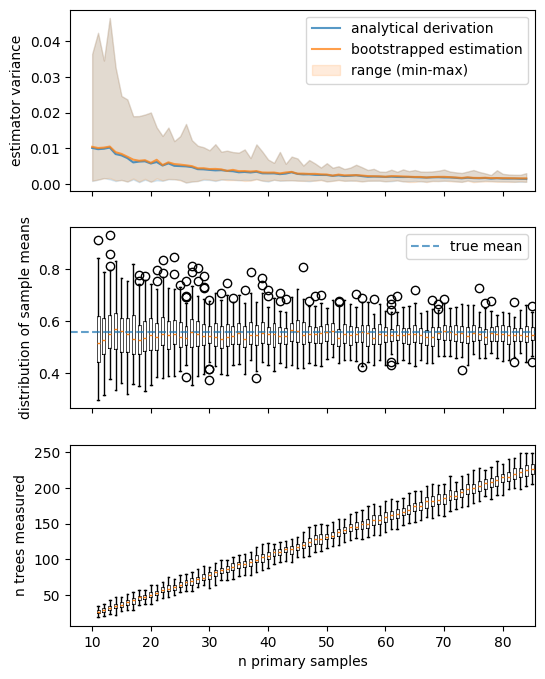 analytical derivation
bootstrapped estimation
range (min-max)
estimator variance
0.04
0.03
0.02
0.01
0.00
true mean
distribution of sample means
0.8
0.6
0.4
n trees measured
250
200
150
100
50
10 20 30 40 50 60 70 80
n primary samples